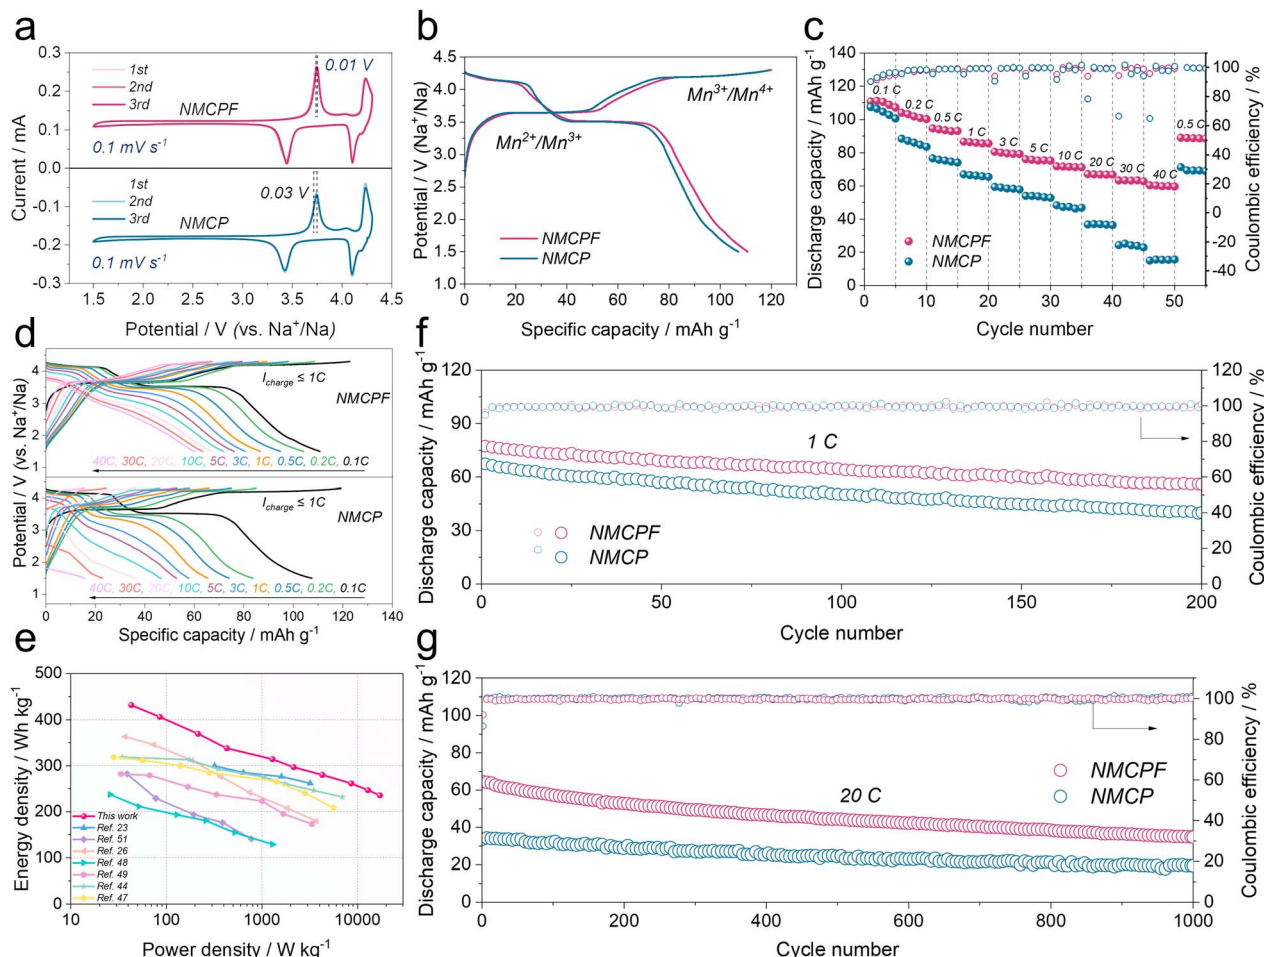 a
0.3
0.2
0.1
0.0
-0.1
-0.2
-0.3
Current / mA
1st
2nd
3rd
NMCPF
0.01 V
0.1 mV s⁻¹
1st
2nd
3rd
NMCP
0.03 V
0.1 mV s⁻¹
1.5 2.0 2.5 3.0 3.5 4.0 4.5
Potential / V (vs. Na⁺/Na)
b
4.5
4.0
3.5
3.0
2.5
2.0
1.5
1.0
Potential / V (Na⁺/Na)
Mn³⁺/Mn⁴⁺
Mn²⁺/Mn³⁺
NMCPF
NMCP
0 20 40 60 80 100 120
Specific capacity / mAh g⁻¹
c
140
120
100
80
60
40
20
0
Discharge capacity / mAh g⁻¹
0.1 C
0.2 C
0.5 C
1 C
3 C
5 C
10 C
20 C
30 C
40 C
0.5 C
NMCPF
NMCP
100
80
60
40
20
0
-20
-40
Coulombic efficiency / %
0 10 20 30 40 50
Cycle number
d
4
3
2
1
I charge ≤ 1C
NMCPF
40C, 30C, 20C, 10C, 5C, 3C, 1C, 0.5C, 0.2C, 0.1C
4
3
2
1
I charge ≤ 1C
NMCP
40C, 30C, 20C, 10C, 5C, 3C, 1C, 0.5C, 0.2C, 0.1C
Potential / V (vs. Na⁺/Na)
0 20 40 60 80 100 120 140
Specific capacity / mAh g⁻¹
f
120
90
60
30
0
Discharge capacity / mAh g⁻¹
1 C
NMCPF
NMCP
120
100
80
60
40
20
0
Coulombic efficiency / %
0 50 100 150 200
Cycle number
e
500
400
300
200
100
0
Energy density / Wh kg⁻¹
This work
Ref. 23
Ref. 51
Ref. 26
Ref. 48
Ref. 49
Ref. 44
Ref. 47
10 100 1000 10000
Power density / W kg⁻¹
g
120
100
80
60
40
20
0
Discharge capacity / mAh g⁻¹
20 C
NMCPF
NMCP
100
80
60
40
20
0
Coulombic efficiency / %
0 200 400 600 800 1000
Cycle number